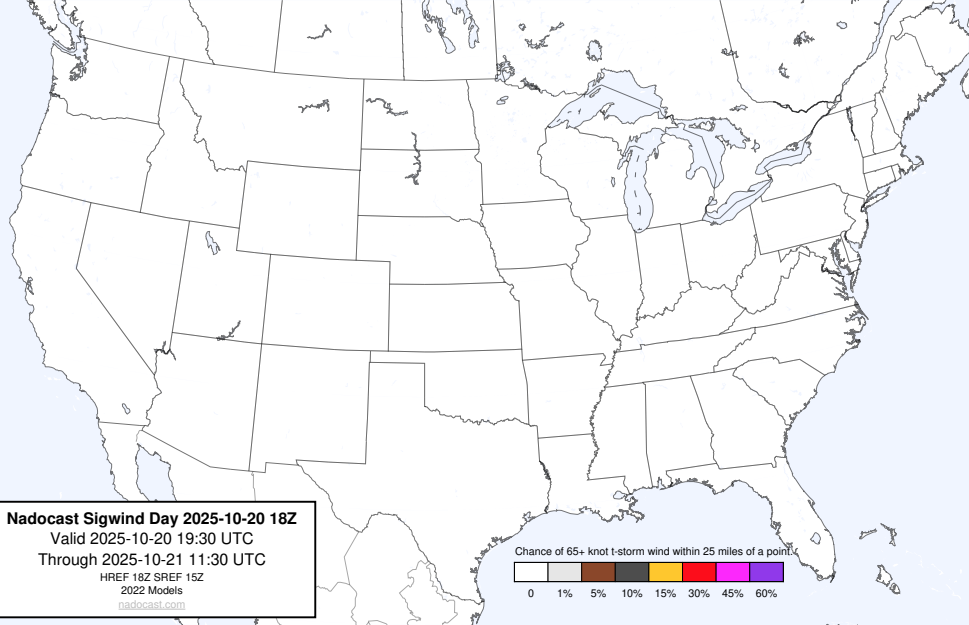 Nadocast Sigwind Day 2025-10-20 18Z
Valid 2025-10-20 19:30 UTC
Through 2025-10-21 11:30 UTC
HREF 18Z SREF 15Z
2022 Models
nadocast.com
Chance of 65+ knot t-storm wind within 25 miles of a point.
0 1% 5% 10% 15% 30% 45% 60%